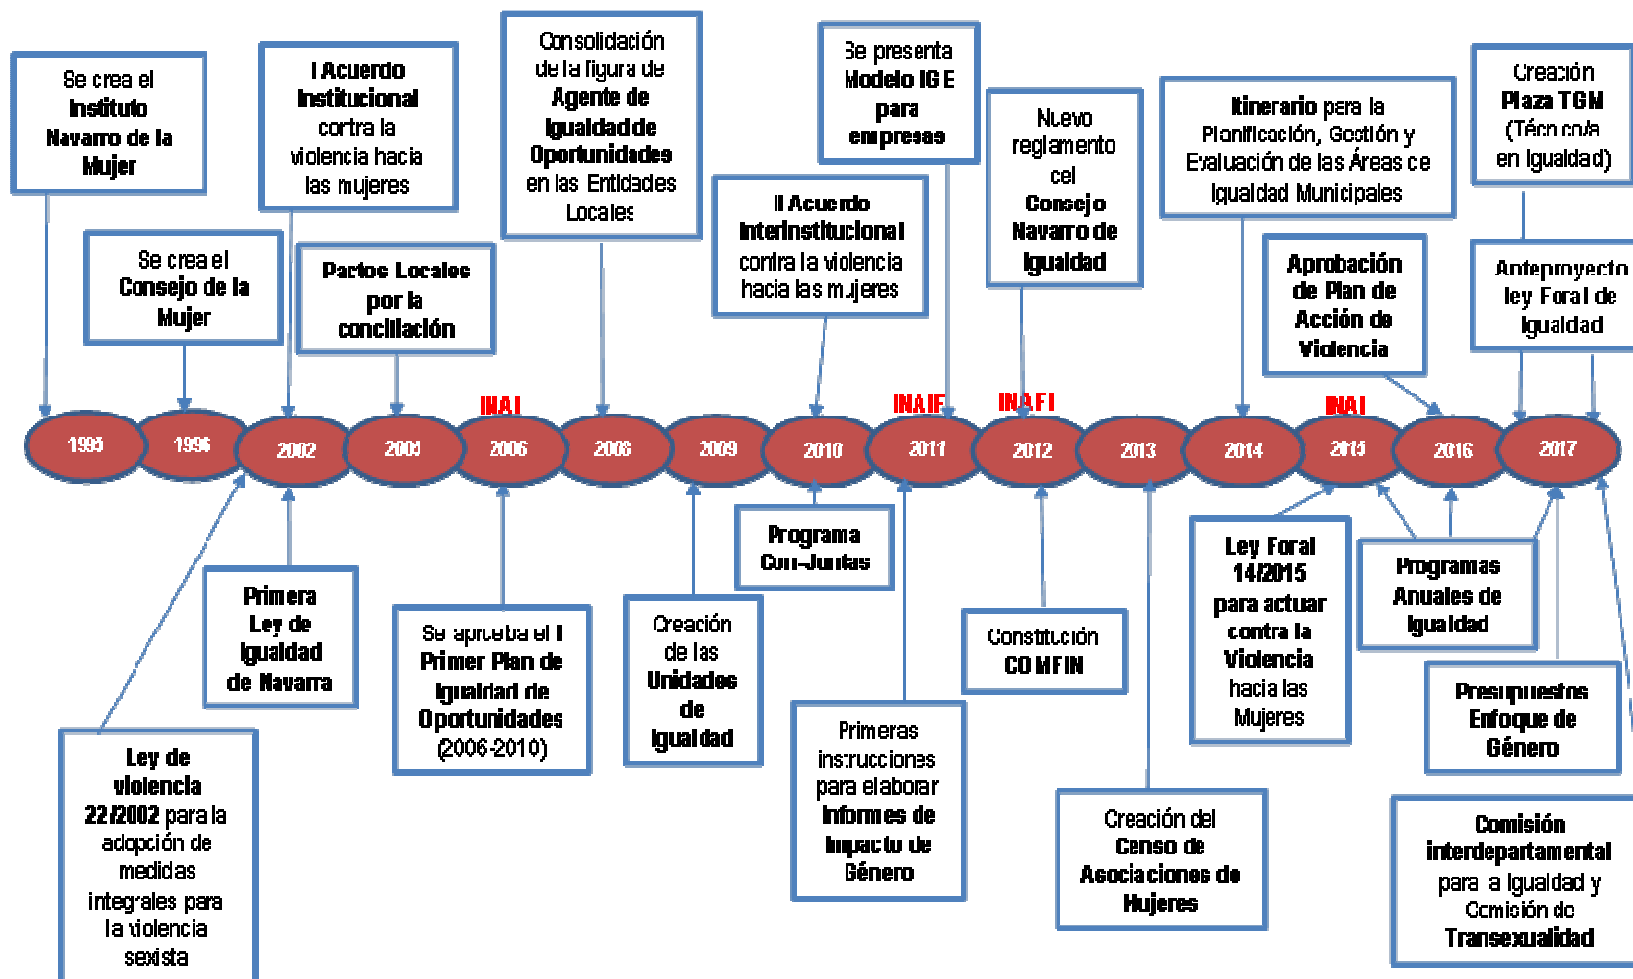 Se crea el
Instituto
Navarro de la
Mujer
I Acuerdo
Institucional
contra la
violencia hacia
las mujeres
Consolidación
de la figura de
Agente de
Igualdad de
Oportunidades
en las Entidades
Locales
Se presenta
Modelo IGE
para
empresas
Nuevo
reglamento
del
Consejo
Navarro de
Igualdad
Itinerario para la
Planificación, Gestión y
Evaluación de las Áreas de
Igualdad Municipales
Creación
Plaza TGM
(Técnico/a
en Igualdad)
Se crea el
Consejo de la
Mujer
Pactos Locales
por la
conciliación
II Acuerdo
Interinstitucional
contra la violencia
hacia las mujeres
Aprobación
de Plan de
Acción de
Violencia
Anteproyecto
ley Foral de
Igualdad
INAI
INAIF
INAFI
INAI
1995
2002
2006
2008
2009
2010
2011
2012
2013
2014
2015
2016
2017
Ley de
violencia
22/2002 para la
adopción de
medidas
integrales para
la violencia
sexista
Primera
Ley de
Igualdad
de Navarra
Se aprueba el I
Primer Plan de
Igualdad de
Oportunidades
(2006-2010)
Creación
de las
Unidades
de
Igualdad
Programa
Con-Juntas
Primeras
instrucciones
para elaborar
Informes de
Impacto de
Género
Constitución
COMFIN
Creación del
Censo de
Asociaciones de
Mujeres
Ley Foral
14/2015
para actuar
contra la
Violencia
hacia las
Mujeres
Programas
Anuales de
Igualdad
Presupuestos
Enfoque de
Género
Comisión
interdepartamental
para la Igualdad y
Comisión de
Transexualidad